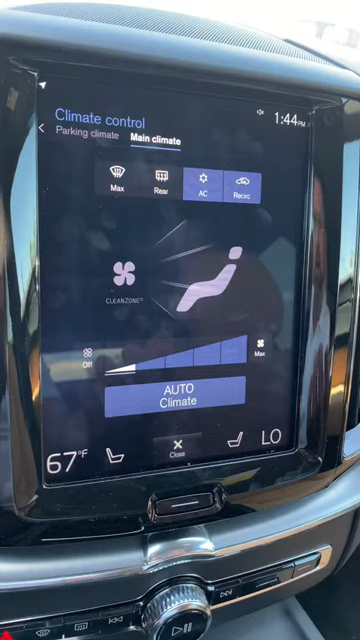 Climate control
1:44 PM
Parking climate Main climate
Max Rear AC Recirc
CLEANZONE®
Off Max
AUTO
Climate
67°F Close LO